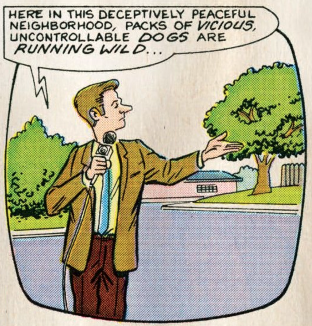 HERE IN THIS DECEPTIVELY PEACEFUL
NEIGHBORHOOD, PACKS OF VICIOUS,
UNCONTROLLABLE DOGS ARE
RUNNING WILD...